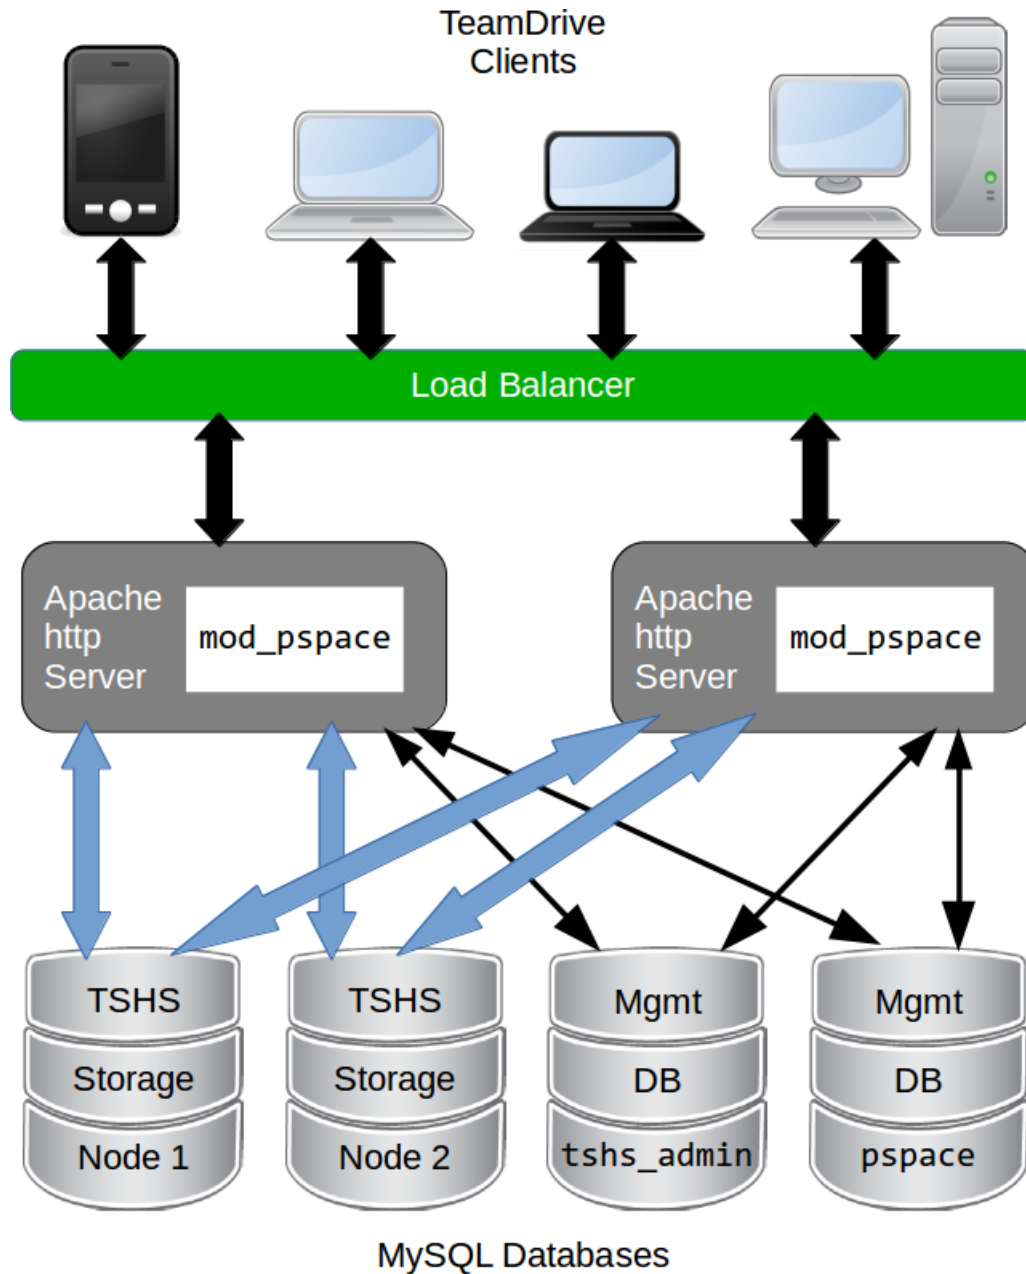 TeamDrive
Clients
Load Balancer
Apache
http
Server
mod_pspace
Apache
http
Server
mod_pspace
TSHS
Storage
Node 1
TSHS
Storage
Node 2
Mgmt
DB
tshs_admin
Mgmt
DB
pspace
MySQL Databases